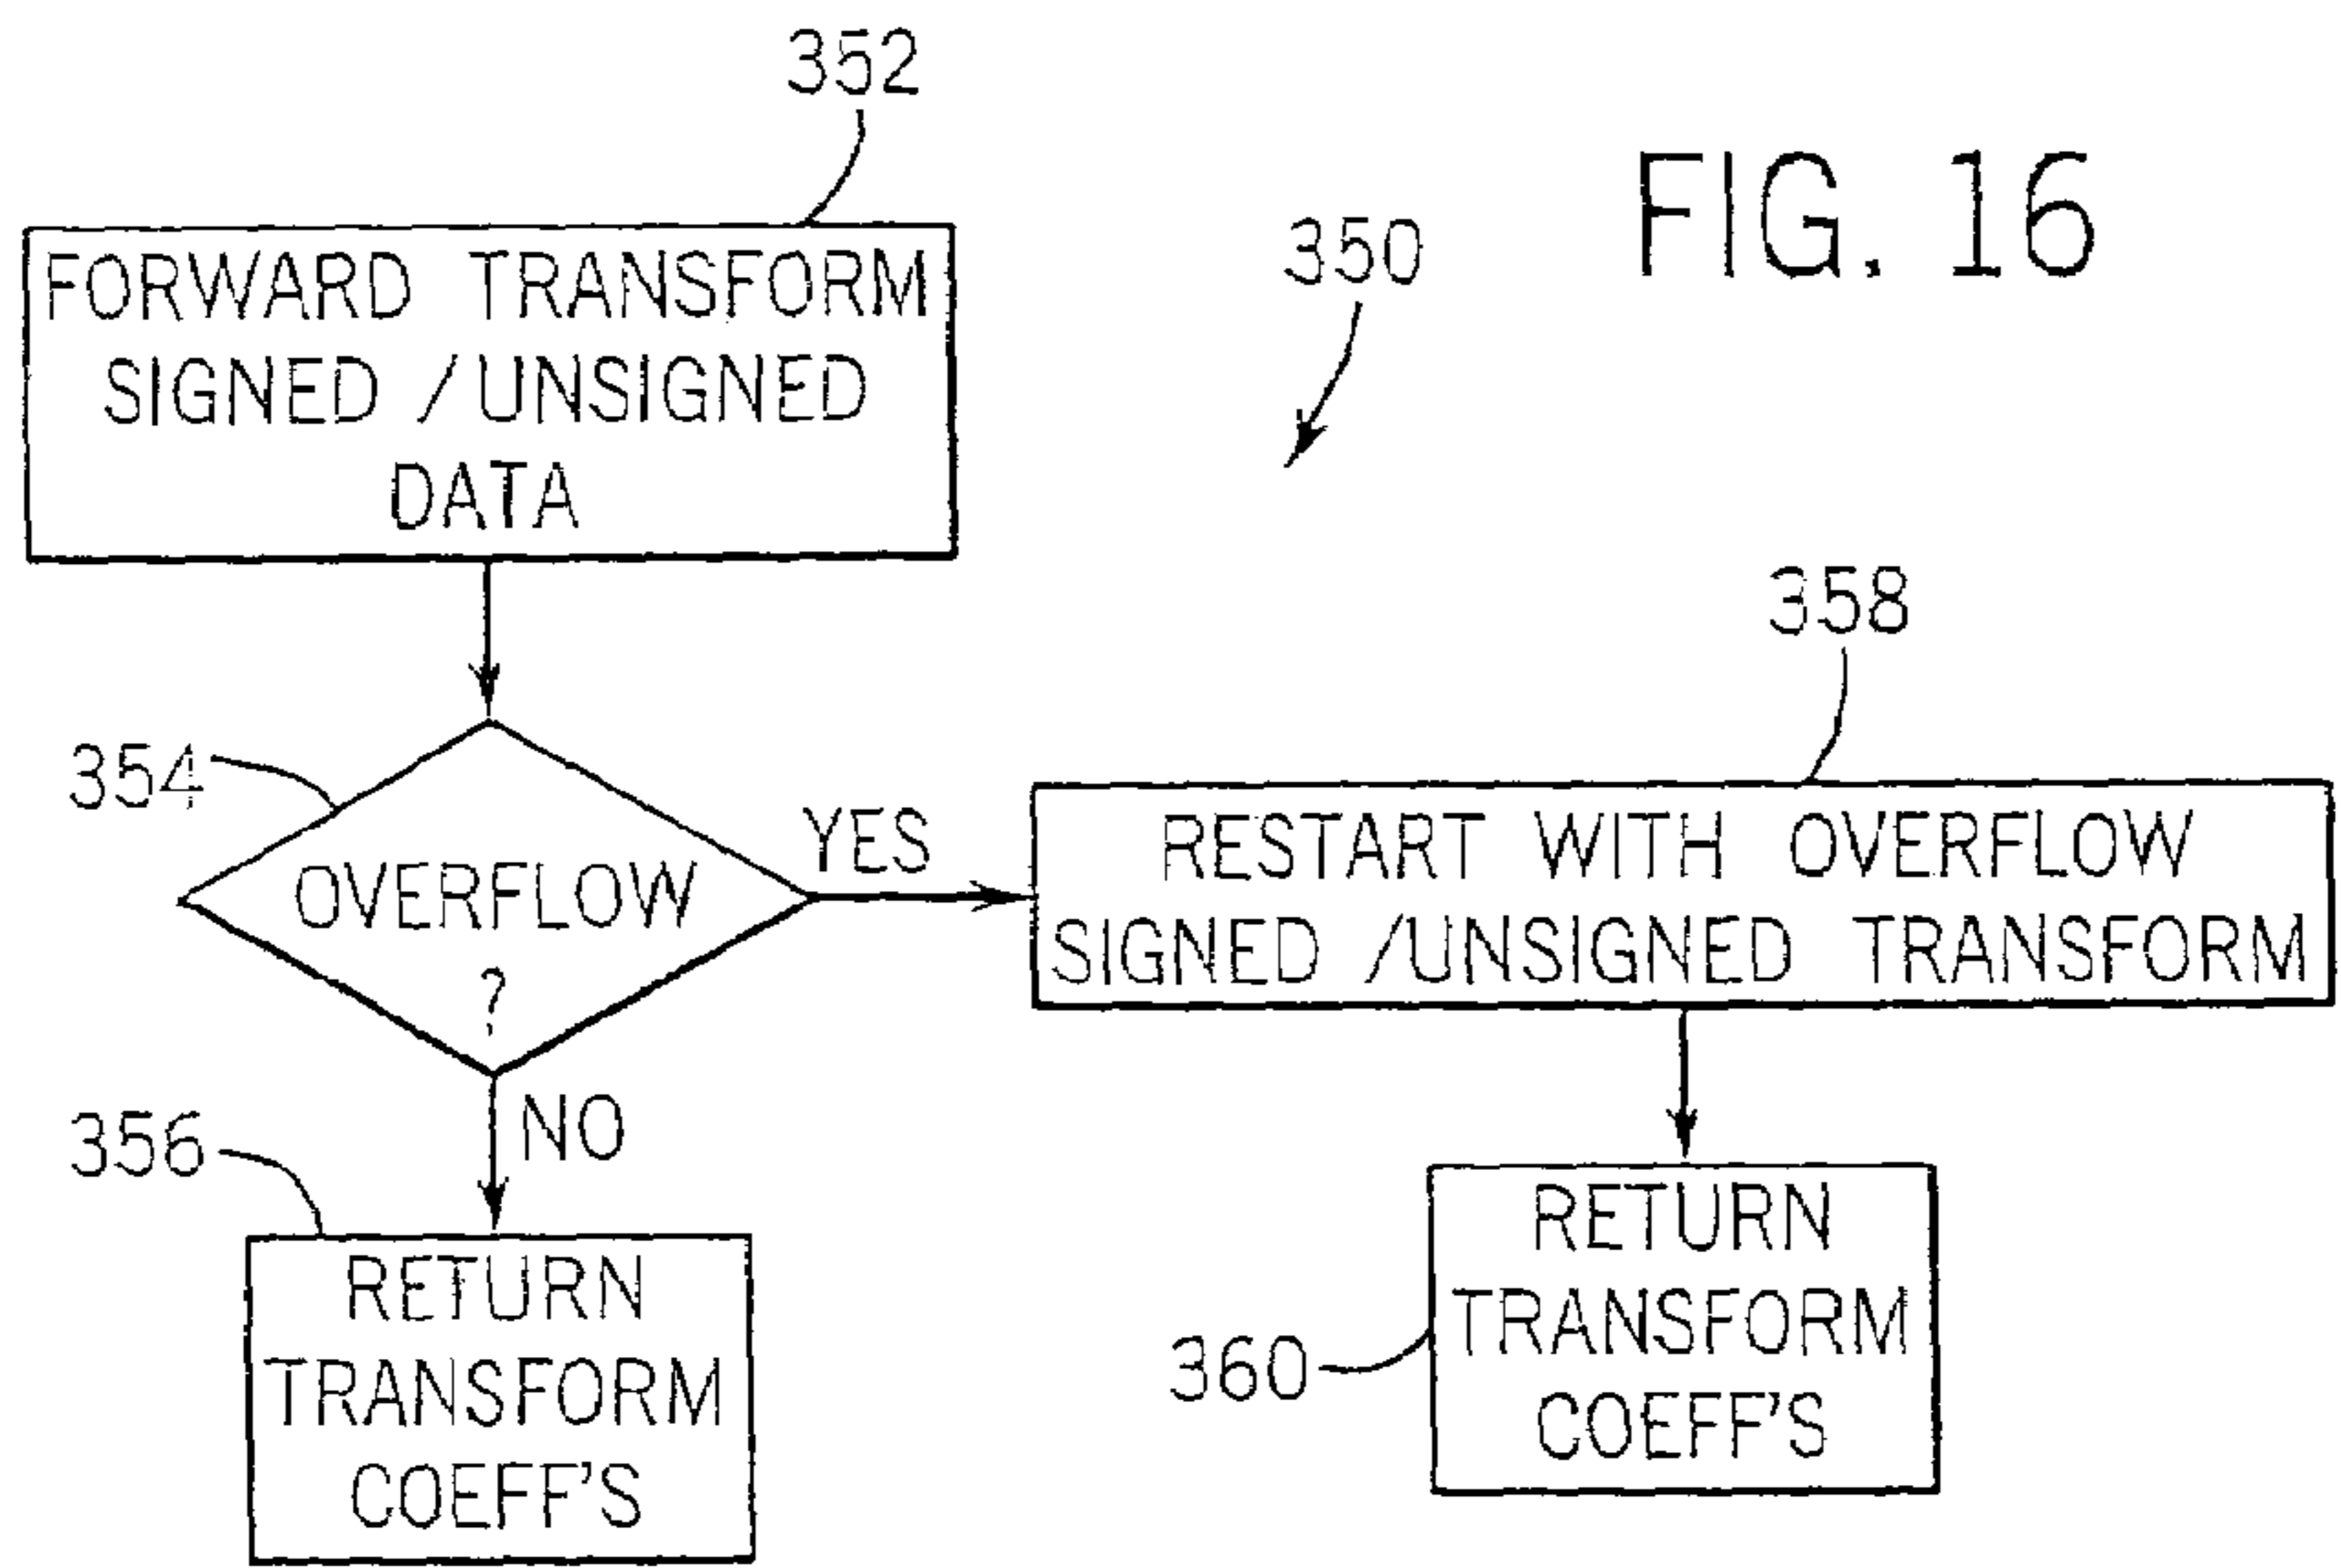 352
FIG. 16
350
FORWARD TRANSFORM
SIGNED /UNSIGNED
DATA
358
354
OVERFLOW
?
YES
RESTART WITH OVERFLOW
SIGNED /UNSIGNED TRANSFORM
NO
356
RETURN
TRANSFORM
COEFF'S
360
RETURN
TRANSFORM
COEFF'S